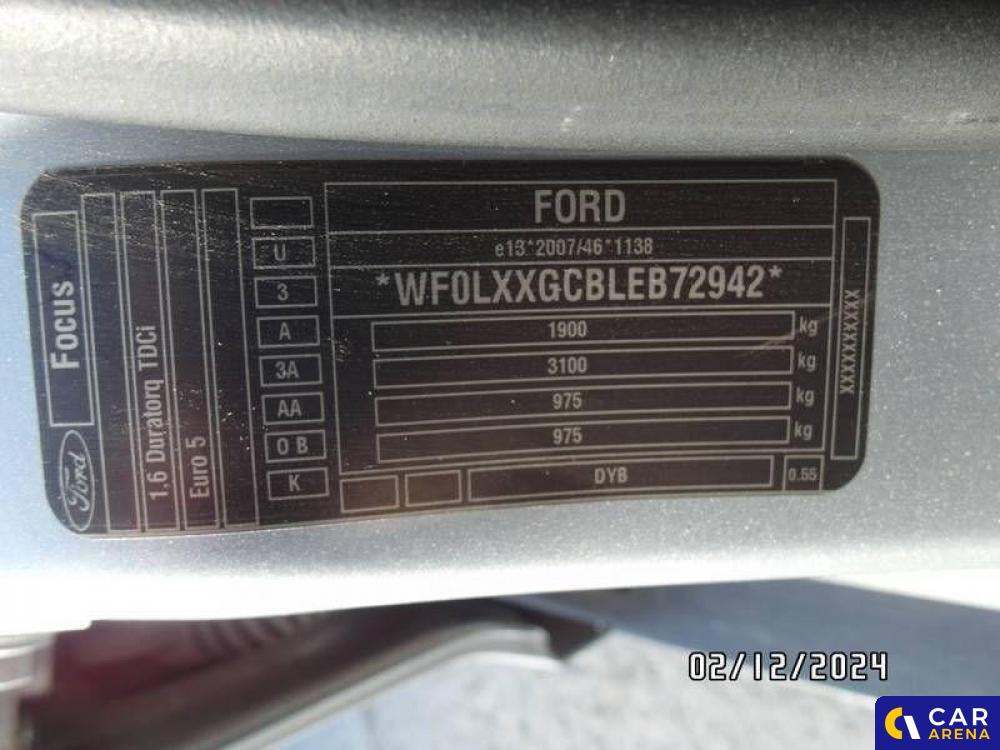 FORD
e13*2007/46*1138
*WF0LXXGCBLEB72942*
1900 kg
3100 kg
975 kg
975 kg
DYB 0.55
XXXXXXXXXX
Focus
Ford
1,6 Duratorq TDCi
Euro 5
U
3
A
3A
AA
0 B
K
02/12/2024
CAR
ARENA